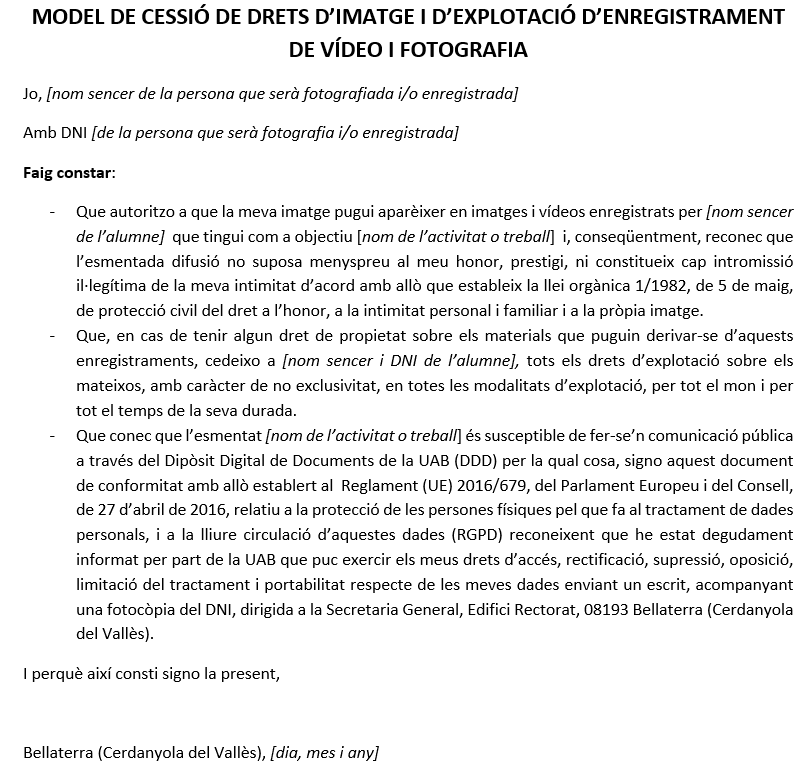 MODEL DE CESSIÓ DE DRETS D’IMATGE I D’EXPLOTACIÓ D’ENREGISTRAMENT
DE VÍDEO I FOTOGRAFIA
Jo, [nom sencer de la persona que serà fotografiada i/o enregistrada]
Amb DNI [de la persona que serà fotografia i/o enregistrada]
Faig constar:
- Que autoritzo a que la meva imatge pugui aparèixer en imatges i vídeos enregistrats per [nom sencer
de l’alumne] que tingui com a objectiu [nom de l’activitat o treball] i, conseqüentment, reconec que
l’esmentada difusió no suposa menyspreu al meu honor, prestigi, ni constitueix cap intromissió
il·legítima de la meva intimitat d’acord amb allò que estableix la llei orgànica 1/1982, de 5 de maig,
de protecció civil del dret a l’honor, a la intimitat personal i familiar i a la pròpia imatge.
- Que, en cas de tenir algun dret de propietat sobre els materials que puguin derivar-se d’aquests
enregistraments, cedeixo a [nom sencer i DNI de l’alumne], tots els drets d’explotació sobre els
mateixos, amb caràcter de no exclusivitat, en totes les modalitats d’explotació, per tot el mon i per
tot el temps de la seva durada.
- Que conec que l’esmentat [nom de l’activitat o treball] és susceptible de fer-se’n comunicació pública
a través del Dipòsit Digital de Documents de la UAB (DDD) per la qual cosa, signo aquest document
de conformitat amb allò establert al Reglament (UE) 2016/679, del Parlament Europeu i del Consell,
de 27 d’abril de 2016, relatiu a la protecció de les persones físiques pel que fa al tractament de dades
personals, i a la lliure circulació d’aquestes dades (RGPD) reconeixent que he estat degudament
informat per part de la UAB que puc exercir els meus drets d’accés, rectificació, supressió, oposició,
limitació del tractament i portabilitat respecte de les meves dades enviant un escrit, acompanyant
una fotocòpia del DNI, dirigida a la Secretaria General, Edifici Rectorat, 08193 Bellaterra (Cerdanyola
del Vallès).
I perquè així consti signo la present,
Bellaterra (Cerdanyola del Vallès), [dia, mes i any]